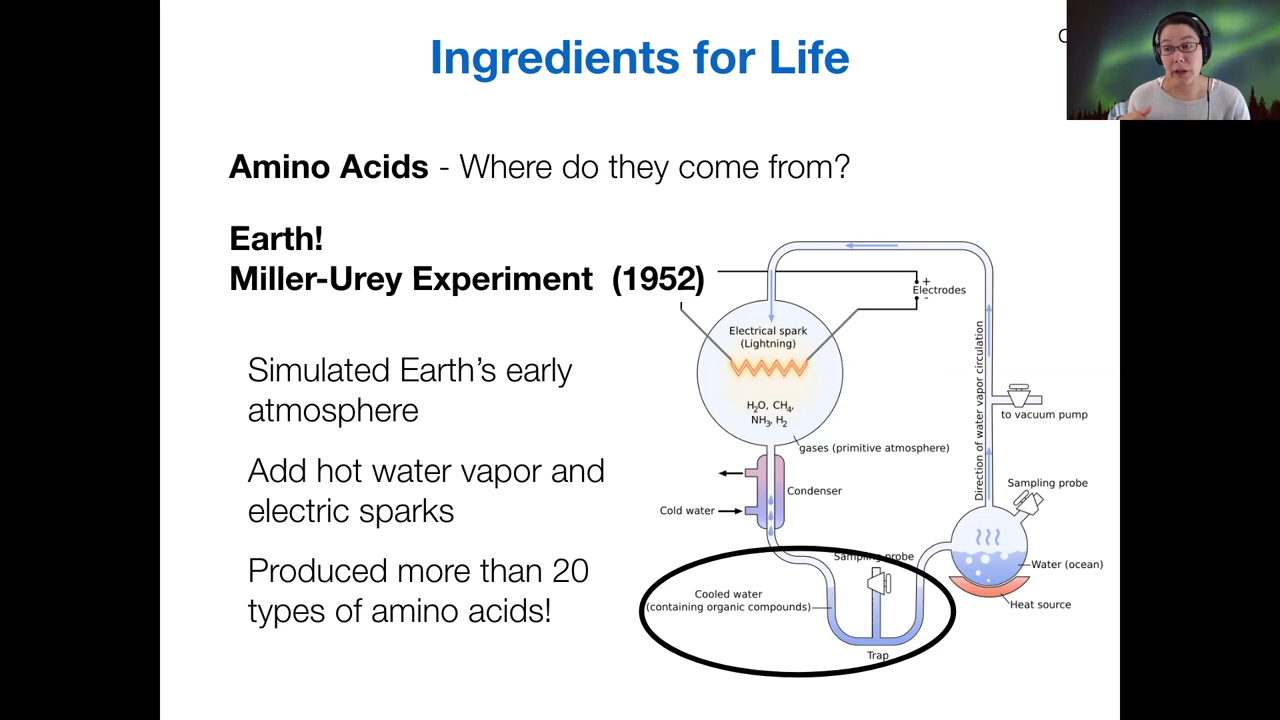 Ingredients for Life
Amino Acids - Where do they come from?
Earth!
Miller-Urey Experiment (1952)
Simulated Earth's early
atmosphere
Add hot water vapor and
electric sparks
Produced more than 20
types of amino acids!
+
Electrodes
-
Electrical spark
(Lightning)
H₂O, CH₄,
NH₃, H₂
gases (primitive atmosphere)
Direction of water vapor circulation
to vacuum pump
Condenser
Cold water
Sampling probe
Sampling probe
Water (ocean)
Heat source
Cooled water
(containing organic compounds)
Trap